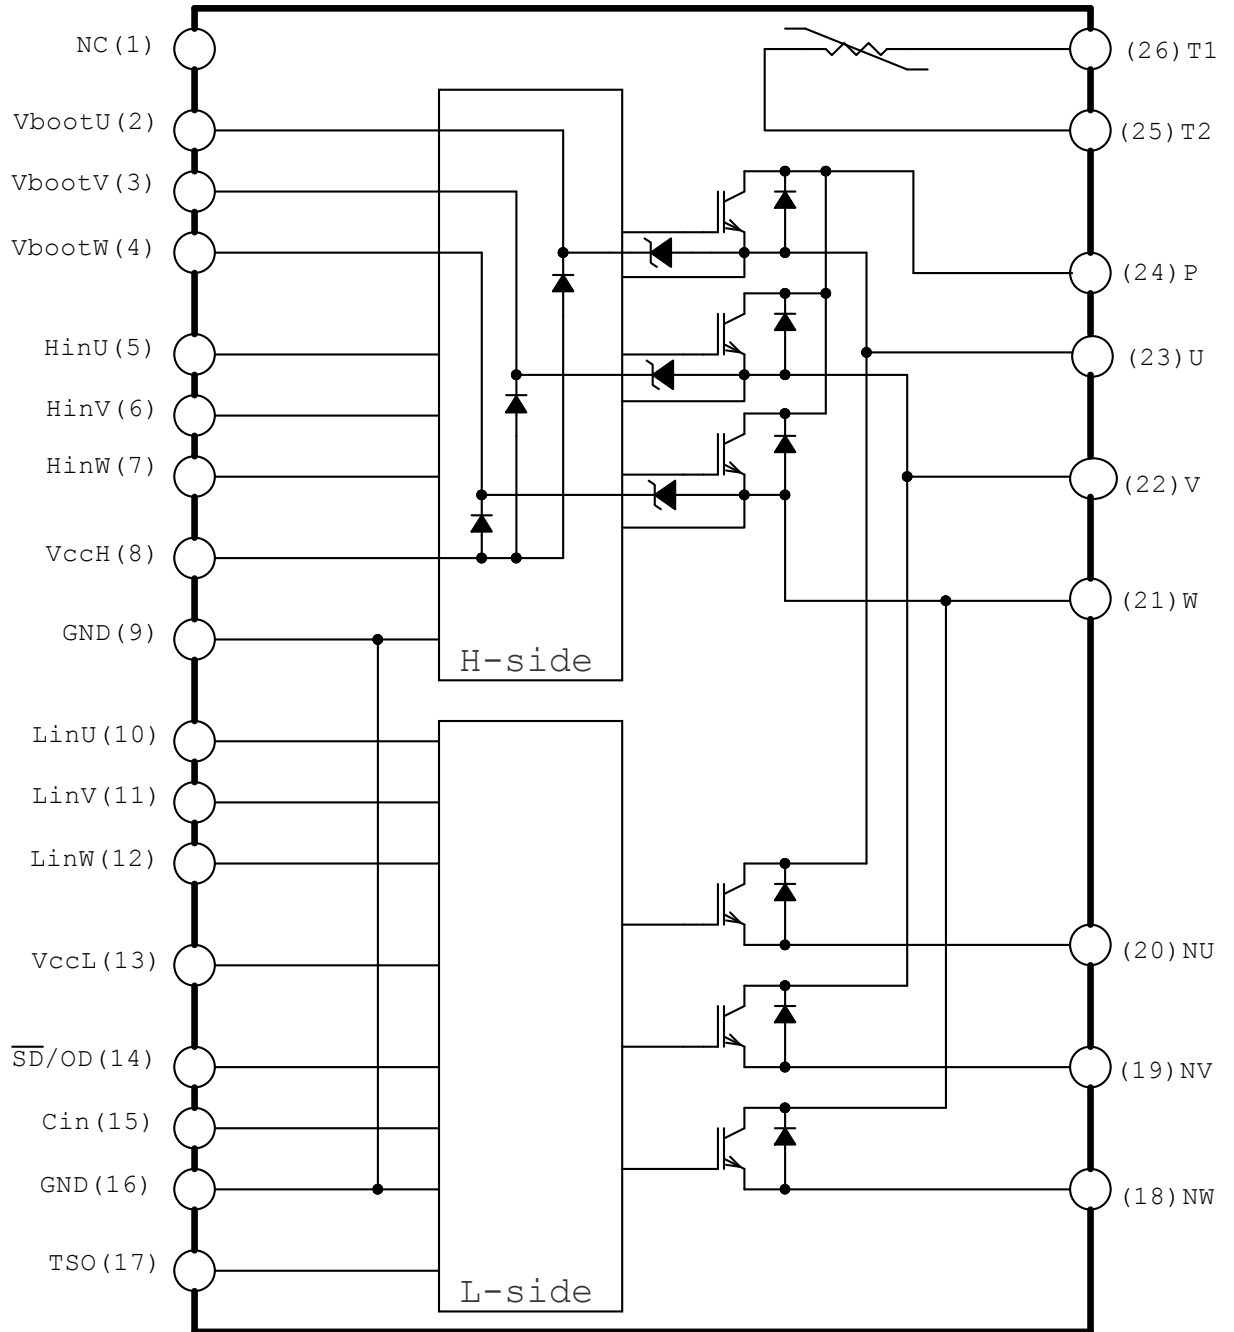 NC(1)
VbootU(2)
VbootV(3)
VbootW(4)
HinU(5)
HinV(6)
HinW(7)
VccH(8)
GND(9)
LinU(10)
LinV(11)
LinW(12)
VccL(13)
S̅D̅/OD(14)
Cin(15)
GND(16)
TSO(17)
H-side
L-side
(26)T1
(25)T2
(24)P
(23)U
(22)V
(21)W
(20)NU
(19)NV
(18)NW